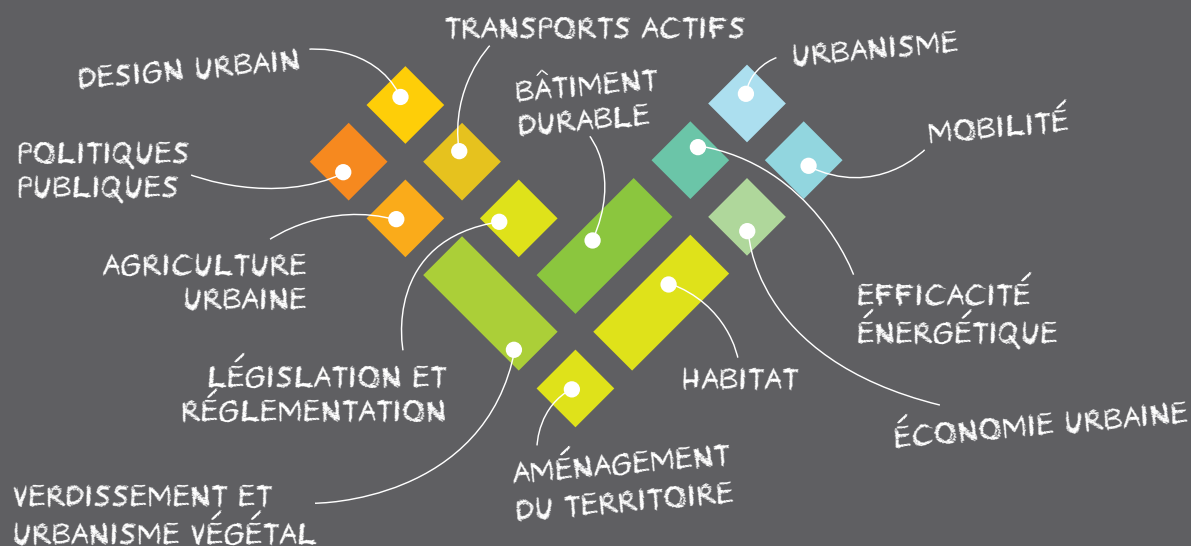 TRANSPORTS ACTIFS
DESIGN URBAIN
URBANISME
BÂTIMENT
DURABLE
MOBILITÉ
POLITIQUES
PUBLIQUES
AGRICULTURE
URBAINE
EFFICACITÉ
ÉNERGÉTIQUE
LÉGISLATION ET
RÉGLEMENTATION
HABITAT
ÉCONOMIE URBAINE
AMÉNAGEMENT
DU TERRITOIRE
VERDISSEMENT ET
URBANISME VÉGÉTAL